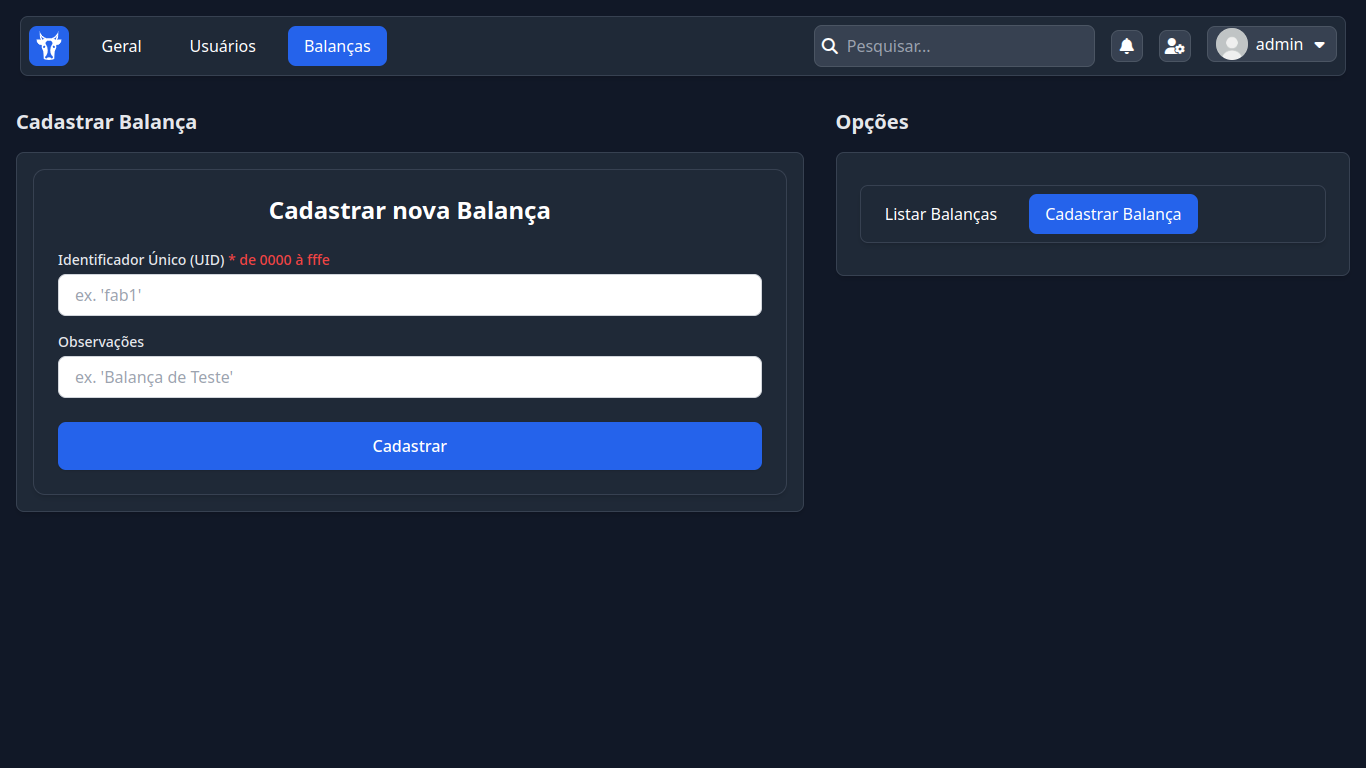 Geral Usuários Balanças Pesquisar... admin
Cadastrar Balança
Cadastrar nova Balança
Identificador Único (UID) * de 0000 à fffe
ex. 'fab1'
Observações
ex. 'Balança de Teste'
Cadastrar
Opções
Listar Balanças Cadastrar Balança